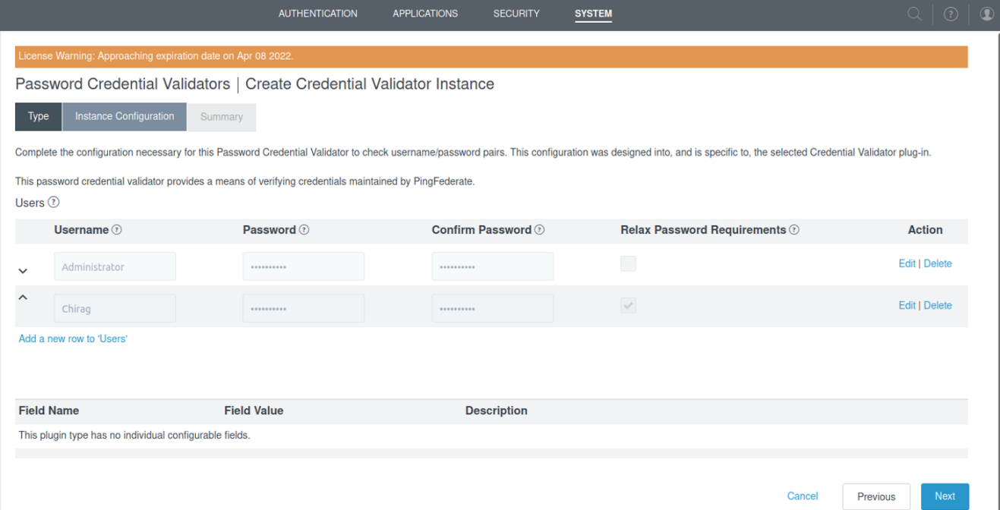 AUTHENTICATION APPLICATIONS SECURITY SYSTEM
License Warning: Approaching expiration date on Apr 08 2022.
Password Credential Validators | Create Credential Validator Instance
Type Instance Configuration Summary
Complete the configuration necessary for this Password Credential Validator to check username/password pairs. This configuration was designed into, and is specific to, the selected Credential Validator plug-in.
This password credential validator provides a means of verifying credentials maintained by PingFederate.
Users ?
Username ? Password ? Confirm Password ? Relax Password Requirements ? Action
Administrator •••••••••• •••••••••• Edit | Delete
Chirag •••••••••• •••••••••• Edit | Delete
Add a new row to 'Users'
Field Name Field Value Description
This plugin type has no individual configurable fields.
Cancel Previous Next